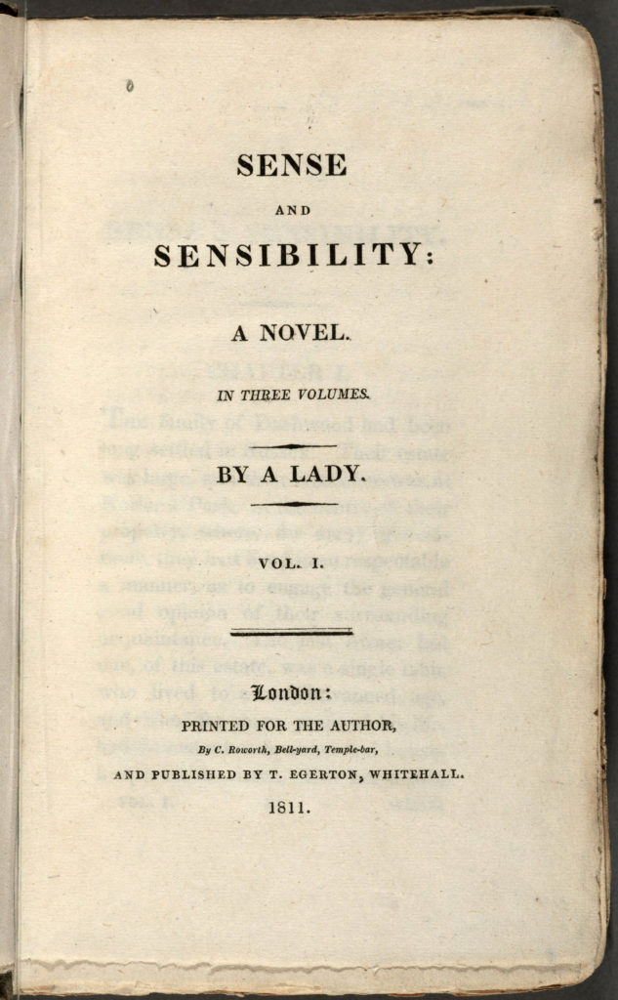 SENSE
AND
SENSIBILITY:
A NOVEL.
IN THREE VOLUMES.
BY A LADY.
VOL. I.
London:
PRINTED FOR THE AUTHOR,
By C. Roworth, Bell-yard, Temple-bar,
AND PUBLISHED BY T. EGERTON, WHITEHALL.
1811.